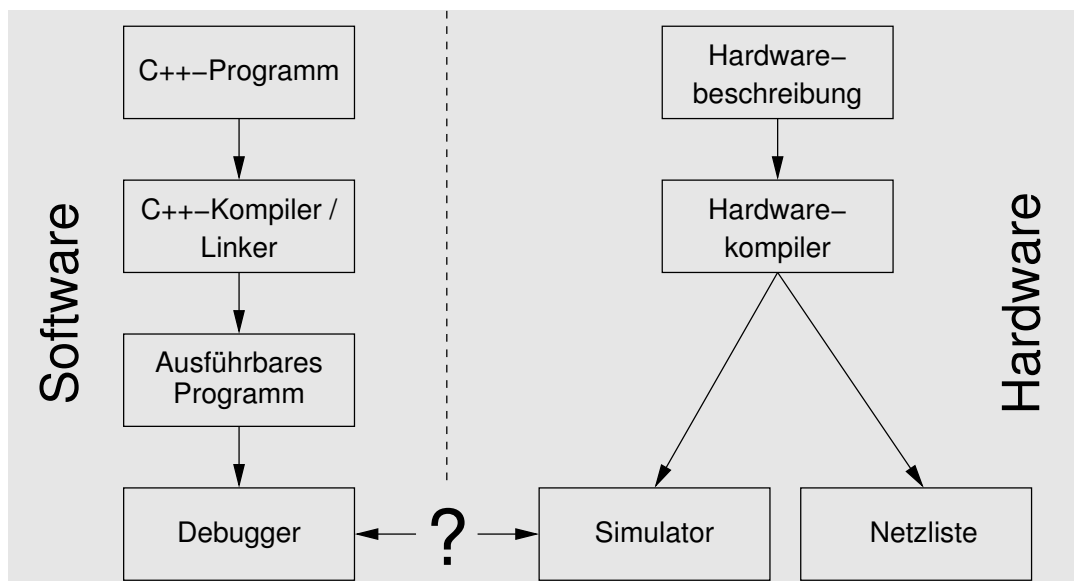 C++−Programm
Hardware−
beschreibung
C++−Kompiler /
Linker
Hardware−
kompiler
Software
Hardware
Ausführbares
Programm
Debugger
?
Simulator
Netzliste